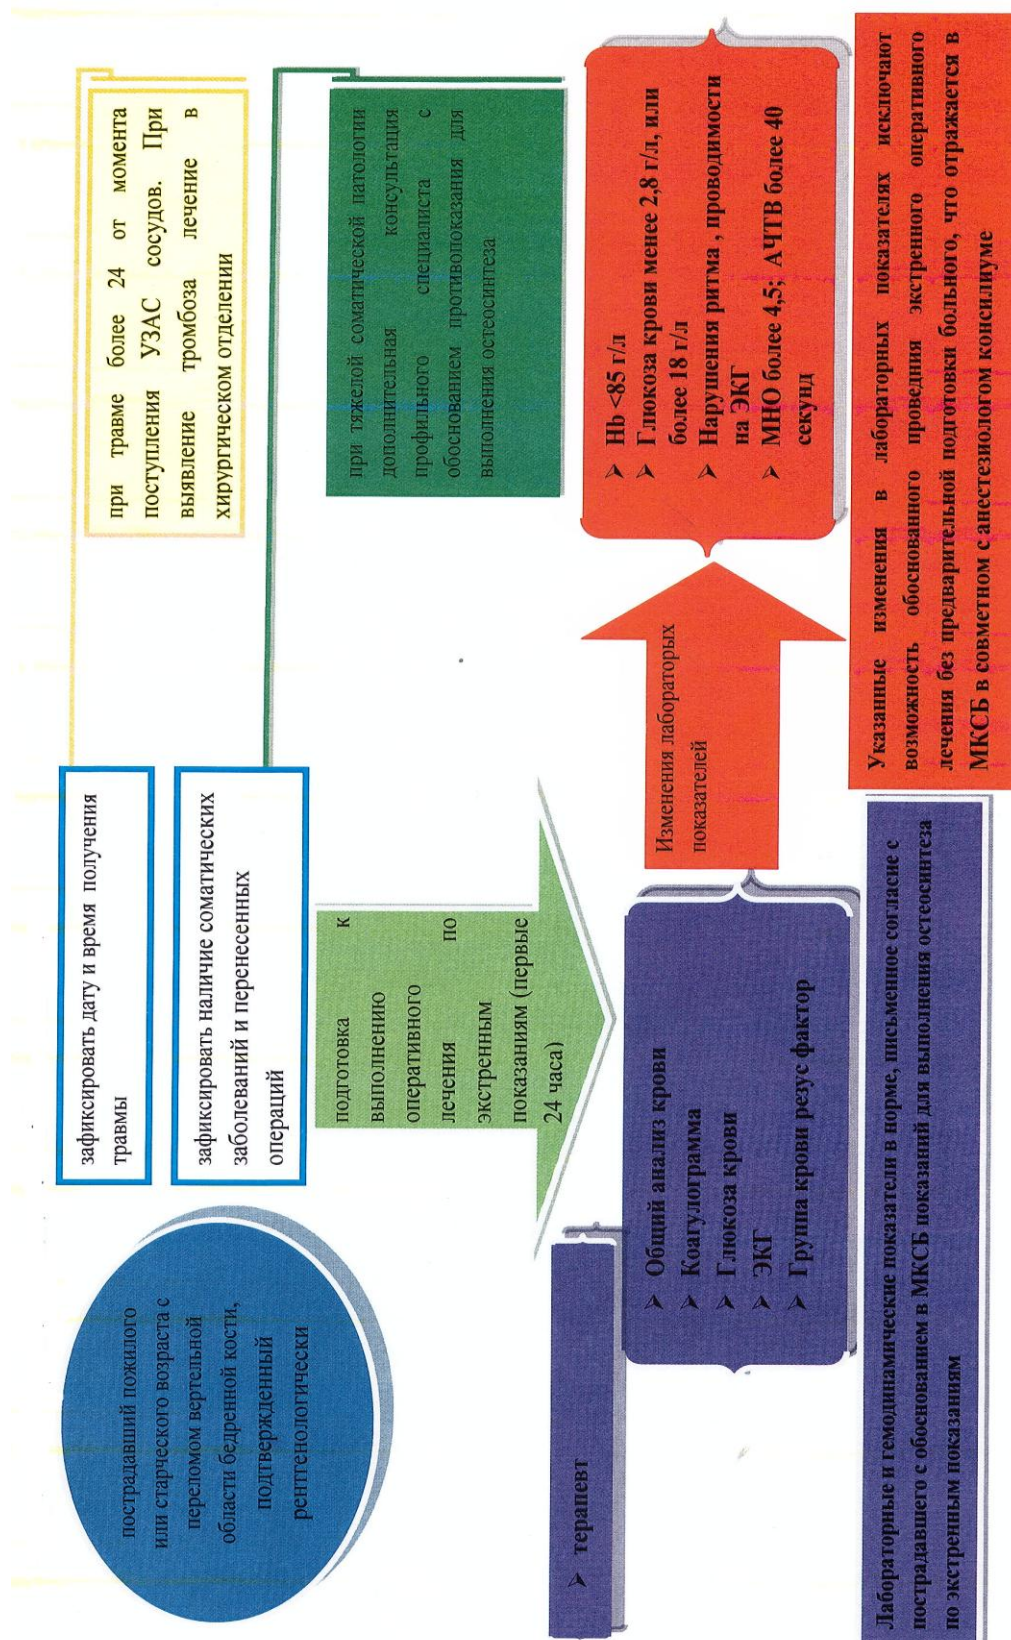 пострадавший пожилого
или старческого возраста с
переломом вертельной
области бедренной кости,
подтвержденный
рентгенологически
зафиксировать дату и время получения
травмы
зафиксировать наличие соматических
заболеваний и перенесенных
операций
при травме более 24 от момента
поступления УЗАС сосудов. При
выявление тромбоза лечение в
хирургическом отделении
при тяжелой соматической патологии
дополнительная консультация
профильного специалиста с
обоснованием противопоказания для
выполнения остеосинтеза
подготовка к
выполнению
оперативного
лечения по
экстренным
показаниям (первые
24 часа)
➢ терапевт
➢ Общий анализ крови
➢ Коагулограмма
➢ Глюкоза крови
➢ ЭКГ
➢ Группа крови резус фактор
Изменения лабораторых
показателей
➢ Hb <85 г/л
➢ Глюкоза крови менее 2,8 г/л, или
более 18 г/л
➢ Нарушения ритма , проводимости
на ЭКГ
➢ МНО более 4,5; АЧТВ более 40
секунд
Лабораторные и гемодинамические показатели в норме, письменное согласие с
пострадавшего с обоснованием в МКСБ показаний для выполнения остеосинтеза
по экстренным показаниям
Указанные изменения в лабораторных показателях исключают
возможность обоснованного проведния экстренного оперативного
лечения без предварительной подготовки больного, что отражается в
МКСБ в совметном с анестезиологом консилиуме